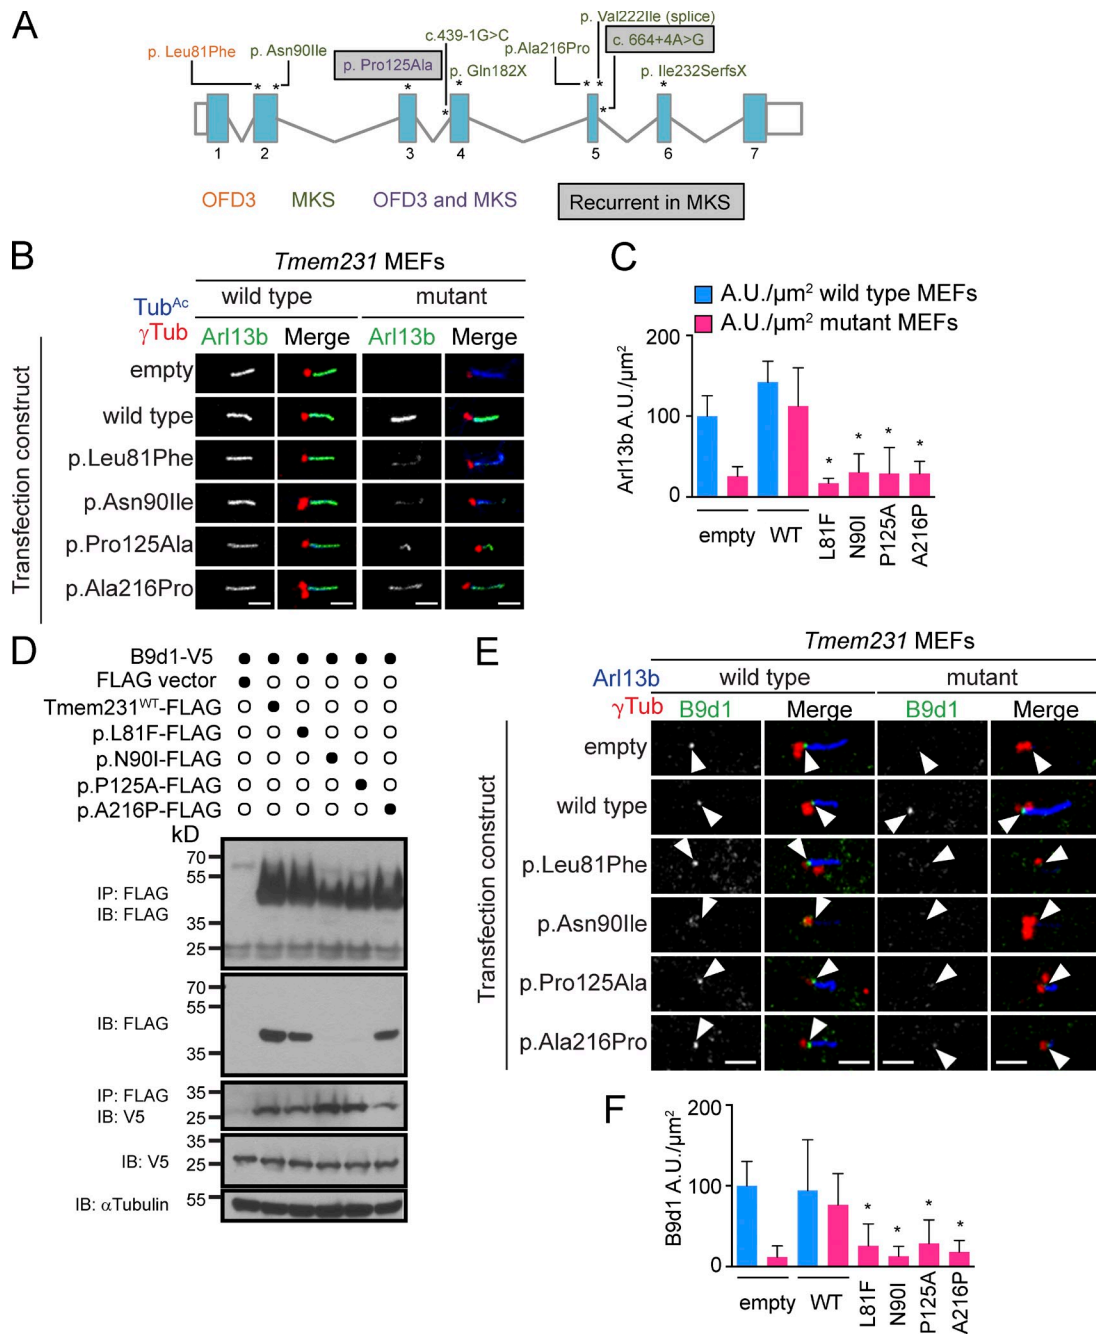 A
p. Leu81Phe
p. Asn90Ile
p. Pro125Ala
c.439-1G>C
p. Gln182X
p.Ala216Pro
p. Val222Ile (splice)
c. 664+4A>G
p. Ile232SerfsX
* * * * * * * * *
1 2 3 4 5 6 7
OFD3 MKS OFD3 and MKS Recurrent in MKS
B
Tmem231 MEFs
wild type mutant
TubAc
γTub Arl13b Merge Arl13b Merge
Transfection construct
empty
wild type
p.Leu81Phe
p.Asn90Ile
p.Pro125Ala
p.Ala216Pro
C
A.U./µm² wild type MEFs
A.U./µm² mutant MEFs
Arl13b A.U./µm²
200
100
0
* * * *
empty WT L81F N90I P125A A216P
D
B9d1-V5
FLAG vector
Tmem231WT-FLAG
p.L81F-FLAG
p.N90I-FLAG
p.P125A-FLAG
p.A216P-FLAG
kD
70
55
IP: FLAG
IB: FLAG
35
25
70
55
IB: FLAG
35
IP: FLAG
IB: V5
35
25
35
IB: V5
25
55
IB: αTubulin
E
Tmem231 MEFs
Arl13b wild type mutant
γTub B9d1 Merge B9d1 Merge
Transfection construct
empty
wild type
p.Leu81Phe
p.Asn90Ile
p.Pro125Ala
p.Ala216Pro
F
B9d1 A.U./µm²
200
100
0
* * * *
empty WT L81F N90I P125A A216P